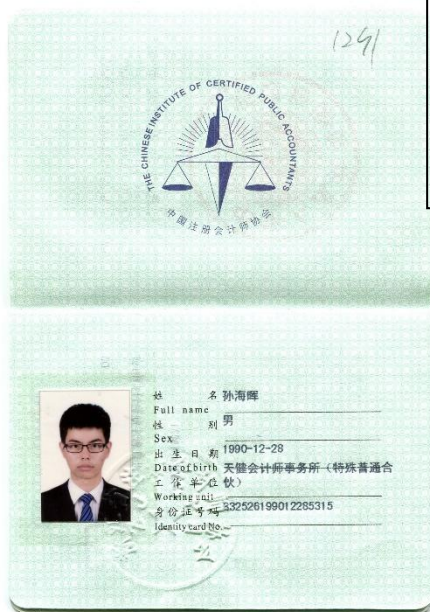 1241
THE CHINESE INSTITUTE OF CERTIFIED PUBLIC ACCOUNTANTS
中国注册会计师协会
姓 名 孙海晖
Full name
性 别 男
Sex
出生日期 1990-12-28
Date of birth
工作单位 天健会计师事务所（特殊普通合
Working unit 伙）
身份证号码 332526199012285315
Identity card No.